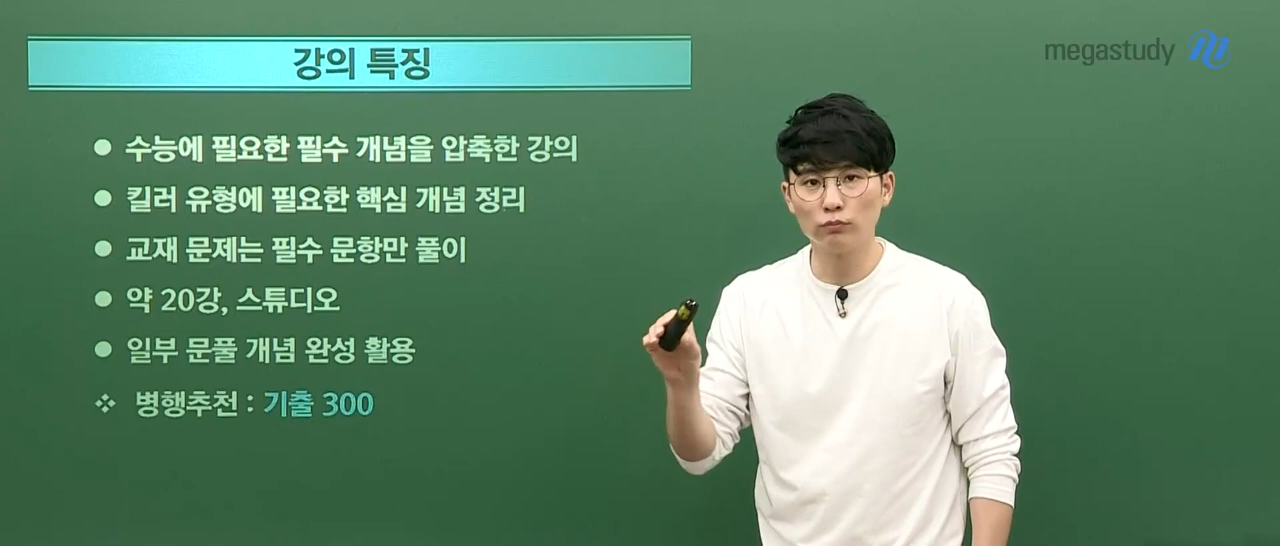 강의 특징
megastudy
수능에 필요한 필수 개념을 압축한 강의
킬러 유형에 필요한 핵심 개념 정리
교재 문제는 필수 문항만 풀이
약 20강, 스튜디오
일부 문풀 개념 완성 활용
병행추천 : 기출 300